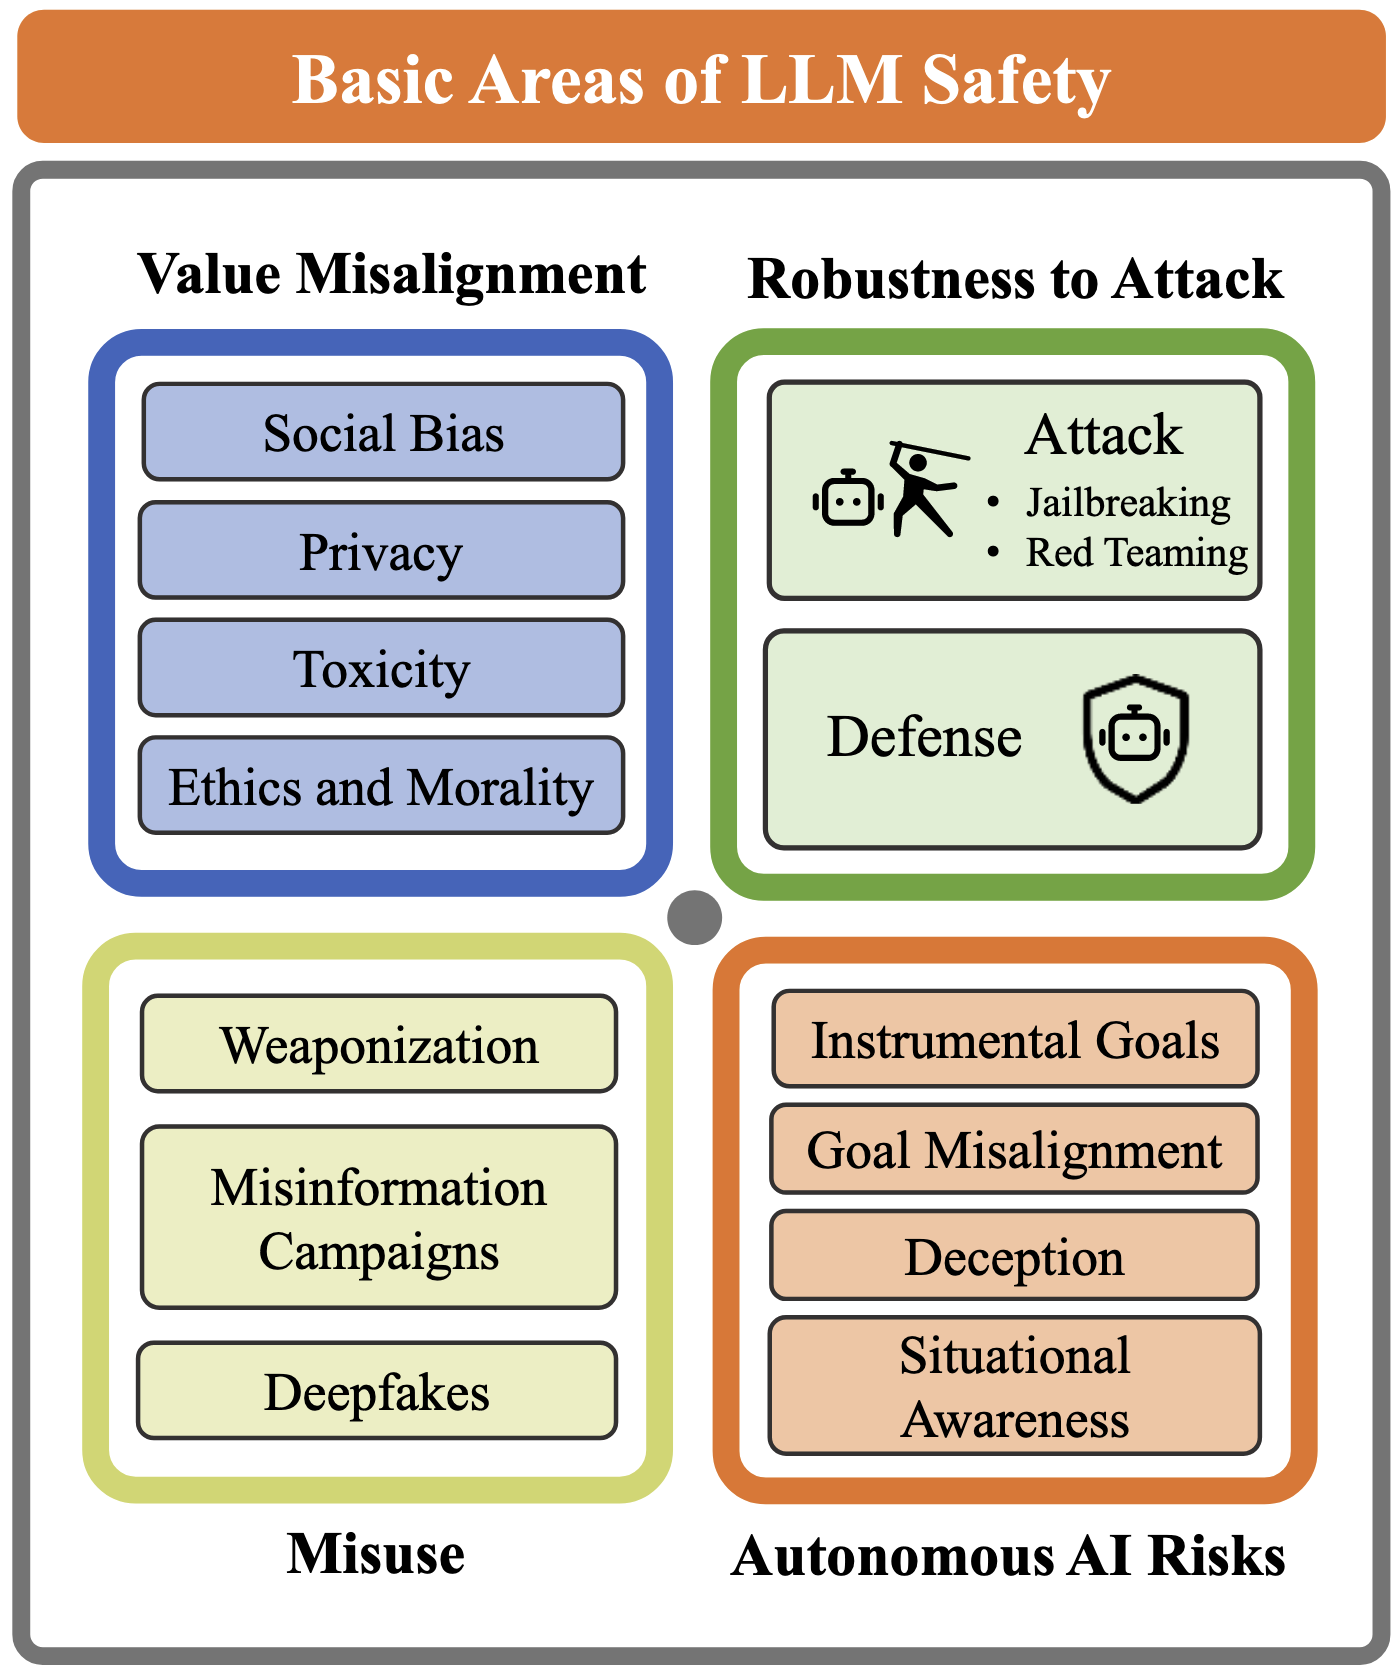 Basic Areas of LLM Safety
Value Misalignment
Social Bias
Privacy
Toxicity
Ethics and Morality
Robustness to Attack
Attack
• Jailbreaking
• Red Teaming
Defense
Weaponization
Misinformation
Campaigns
Deepfakes
Misuse
Instrumental Goals
Goal Misalignment
Deception
Situational
Awareness
Autonomous AI Risks